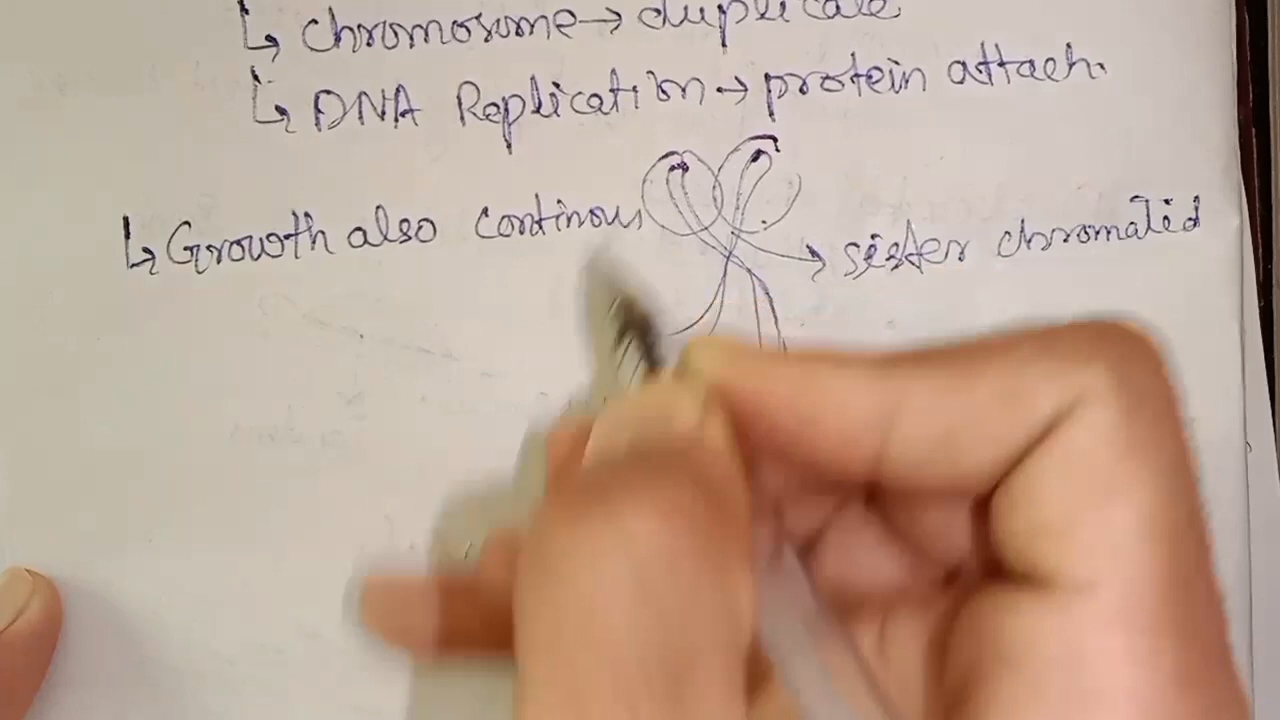 ↳ chromosome → duplicate
↳ DNA Replication → protein attach.
↳ Growth also continous
→ sister chromatid